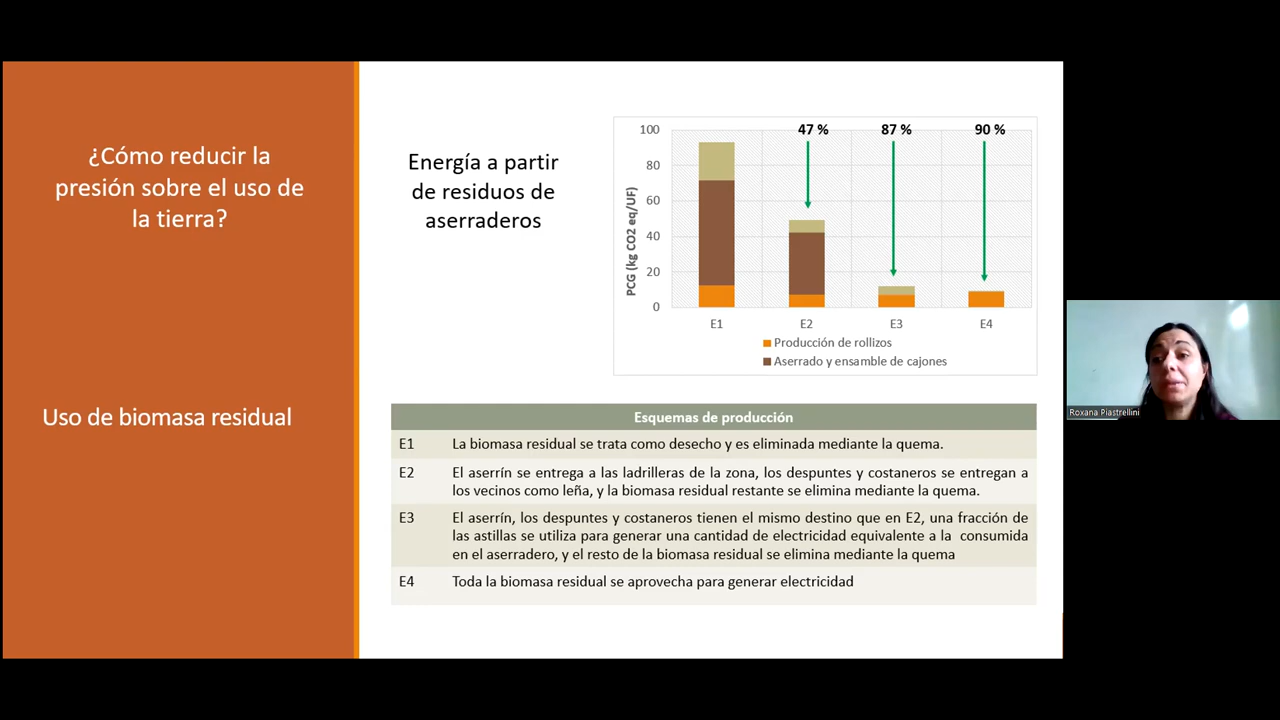 ¿Cómo reducir la
presión sobre el uso de
la tierra?
Uso de biomasa residual
Energía a partir
de residuos de
aserraderos
PCG (kg CO2 eq/UF)
100
80
60
40
20
0
47 %
87 %
90 %
E1
E2
E3
E4
Producción de rollizos
Aserrado y ensamble de cajones
Esquemas de producción
E1 La biomasa residual se trata como desecho y es eliminada mediante la quema.
E2 El aserrín se entrega a las ladrilleras de la zona, los despuntes y costaneros se entregan a
los vecinos como leña, y la biomasa residual restante se elimina mediante la quema.
E3 El aserrín, los despuntes y costaneros tienen el mismo destino que en E2, una fracción de
las astillas se utiliza para generar una cantidad de electricidad equivalente a la consumida
en el aserradero, y el resto de la biomasa residual se elimina mediante la quema
E4 Toda la biomasa residual se aprovecha para generar electricidad
Roxana Piastrellini